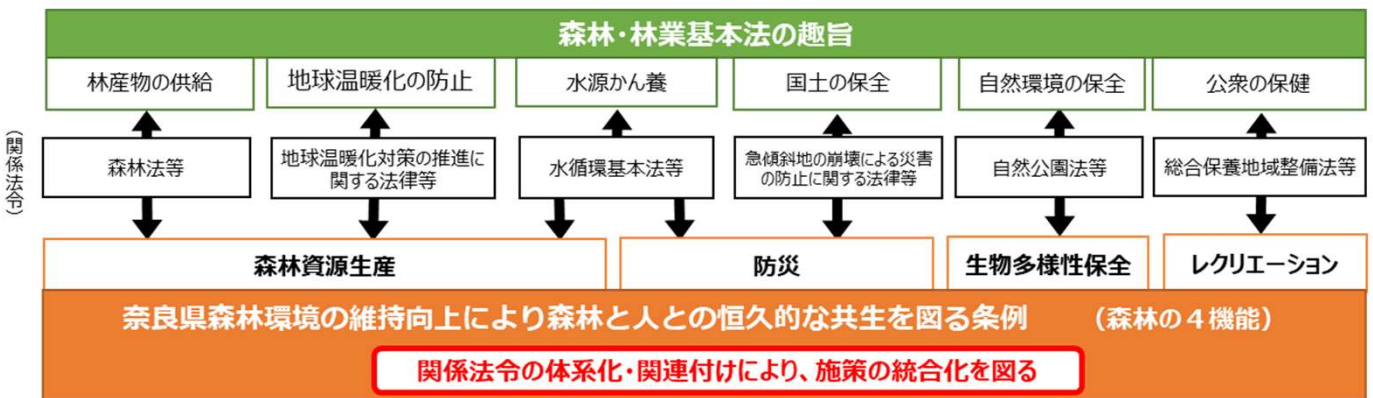 森林・林業基本法の趣旨
林産物の供給
地球温暖化の防止
水源かん養
国土の保全
自然環境の保全
公衆の保健
（関係法令）
森林法等
地球温暖化対策の推進に
関する法律等
水循環基本法等
急傾斜地の崩壊による災害
の防止に関する法律等
自然公園法等
総合保養地域整備法等
森林資源生産
防災
生物多様性保全
レクリエーション
奈良県森林環境の維持向上により森林と人との恒久的な共生を図る条例　（森林の４機能）
関係法令の体系化・関連付けにより、施策の統合化を図る